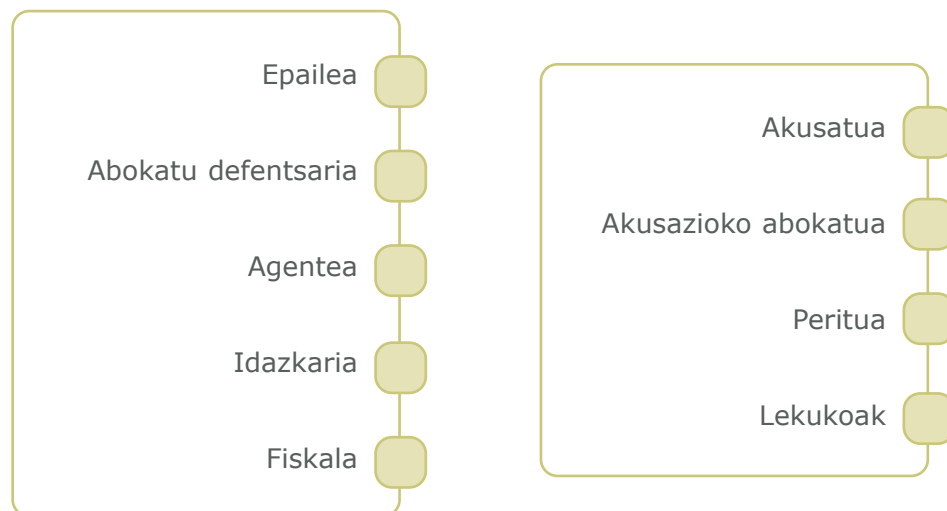 Epailea
Abokatu defentsaria
Agentea
Idazkaria
Fiskala
Akusatua
Akusazioko abokatua
Peritua
Lekukoak